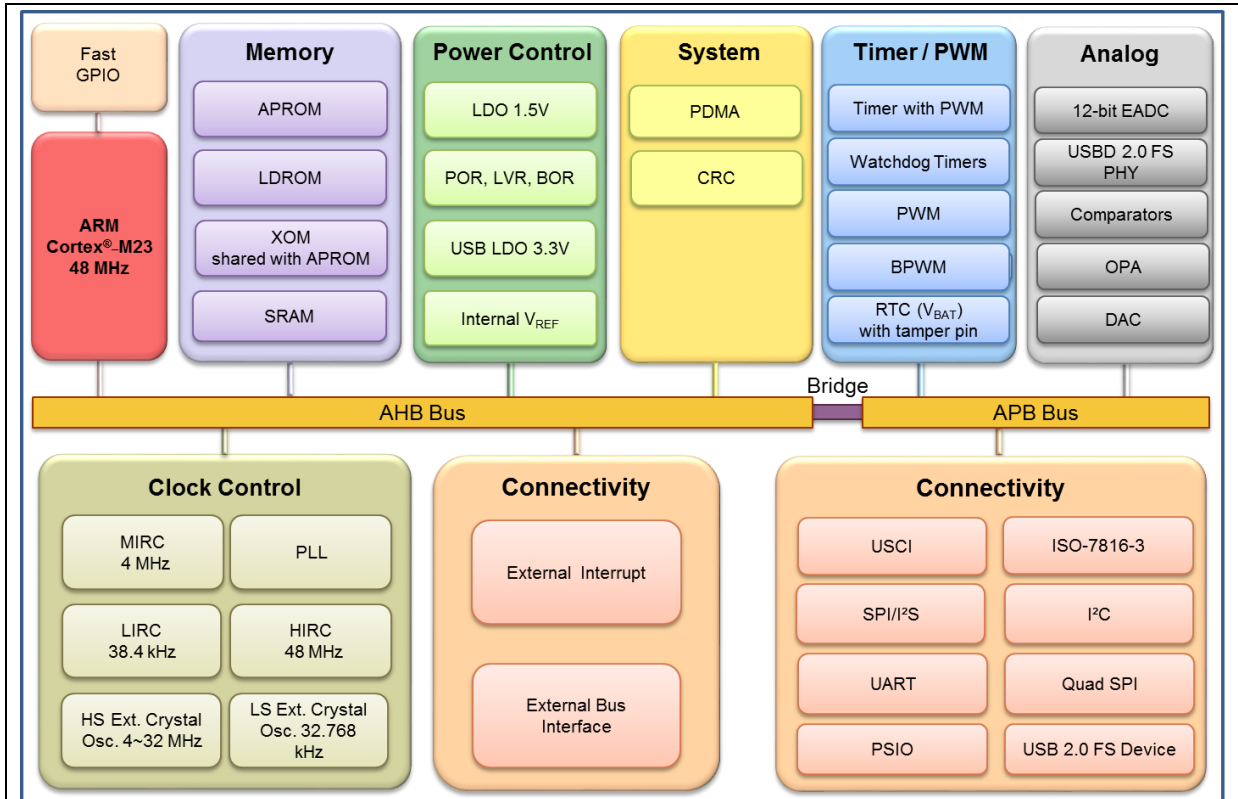 Fast
GPIO
ARM
Cortex®-M23
48 MHz
Memory
APROM
LDROM
XOM
shared with APROM
SRAM
Power Control
LDO 1.5V
POR, LVR, BOR
USB LDO 3.3V
Internal VREF
System
PDMA
CRC
Timer / PWM
Timer with PWM
Watchdog Timers
PWM
BPWM
RTC (VBAT)
with tamper pin
Analog
12-bit EADC
USBD 2.0 FS
PHY
Comparators
OPA
DAC
AHB Bus
Bridge
APB Bus
Clock Control
MIRC
4 MHz
PLL
LIRC
38.4 kHz
HIRC
48 MHz
HS Ext. Crystal
Osc. 4~32 MHz
LS Ext. Crystal
Osc. 32.768
kHz
Connectivity
External Interrupt
External Bus
Interface
Connectivity
USCI
ISO-7816-3
SPI/I²S
I²C
UART
Quad SPI
PSIO
USB 2.0 FS Device